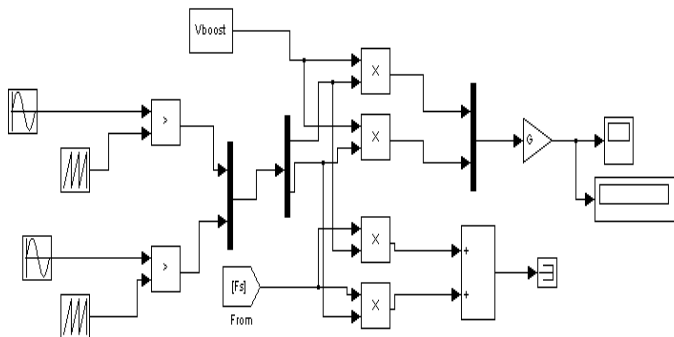 Vboost
>
×
×
G
>
×
[Fs]
From
×
+
+